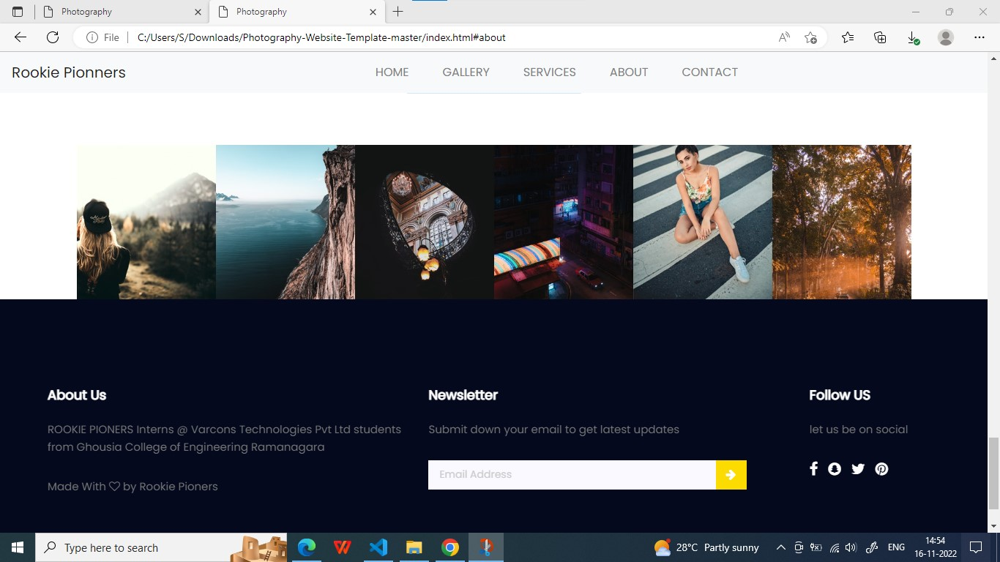 Photography
Photography
File
C:/Users/S/Downloads/Photography-Website-Template-master/index.html#about
Rookie Pionners
HOME
GALLERY
SERVICES
ABOUT
CONTACT
About Us
ROOKIE PIONERS Interns @ Varcons Technologies Pvt Ltd students
from Ghousia College of Engineering Ramanagara
Made With ♡ by Rookie Pioners
Newsletter
Submit down your email to get latest updates
Email Address
Follow US
let us be on social
Type here to search
28°C Partly sunny
ENG
14:54
16-11-2022